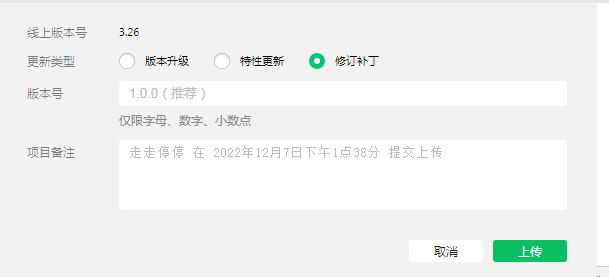 线上版本号 3.26
更新类型 版本升级 特性更新 修订补丁
版本号 1.0.0（推荐）
仅限字母、数字、小数点
项目备注 走走停停 在 2022年12月7日下午1点38分 提交上传
取消 上传